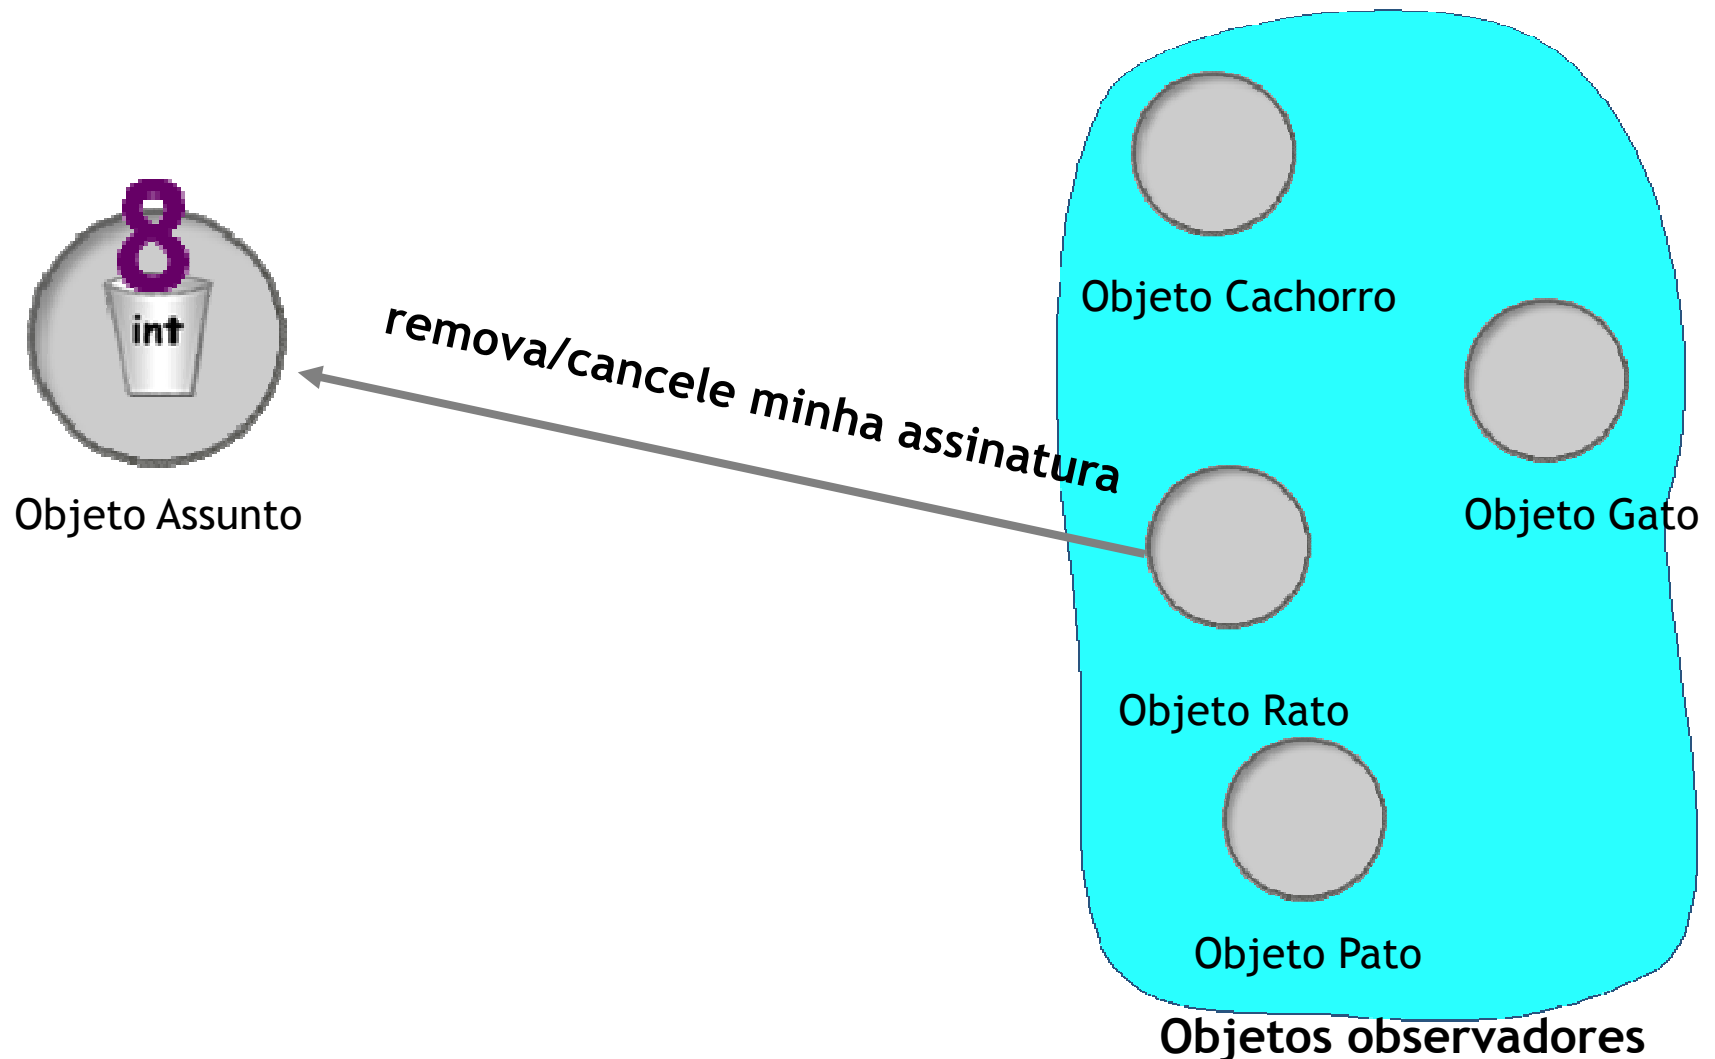 8
int
Objeto Assunto
remova/cancele minha assinatura
Objeto Cachorro
Objeto Gato
Objeto Rato
Objeto Pato
Objetos observadores